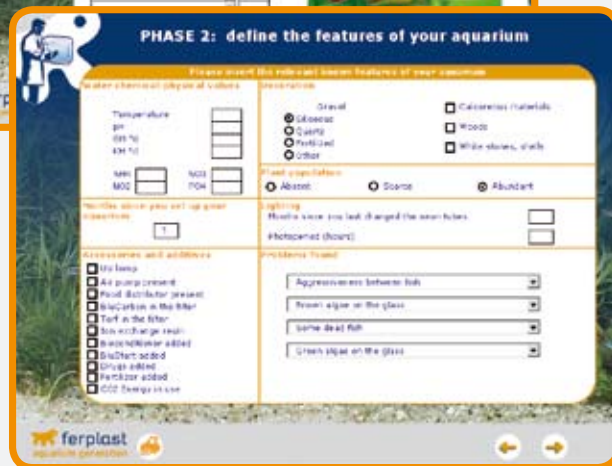 PHASE 2: define the features of your aquarium
Please insert the relevant known features of your aquarium
Water chemical physical values
Temperature
pH
GH °d
KH °d
NH4
NO3
NO2
PO4
Months since you set up your aquarium
1
Accessories and additives
UV lamp
Air pump present
Food distributor present
BluCarbon in the filter
Torf in the filter
Ion exchange resin
Bioconditioner added
BluStart added
Drugs added
Fertilizer added
CO2 Energy in use
Decoration
Gravel
Siliceous
Quartz
Fertilized
Other
Calcareous materials
Woods
White stones, shells
Plant population
Absent
Scarce
Abundant
Lighting
Months since you last changed the neon tubes
Photoperiod (hours)
Problems found
Aggressiveness between fish
Brown algae on the glass
Some dead fish
Green algae on the glass
ferplast
aquarium generation